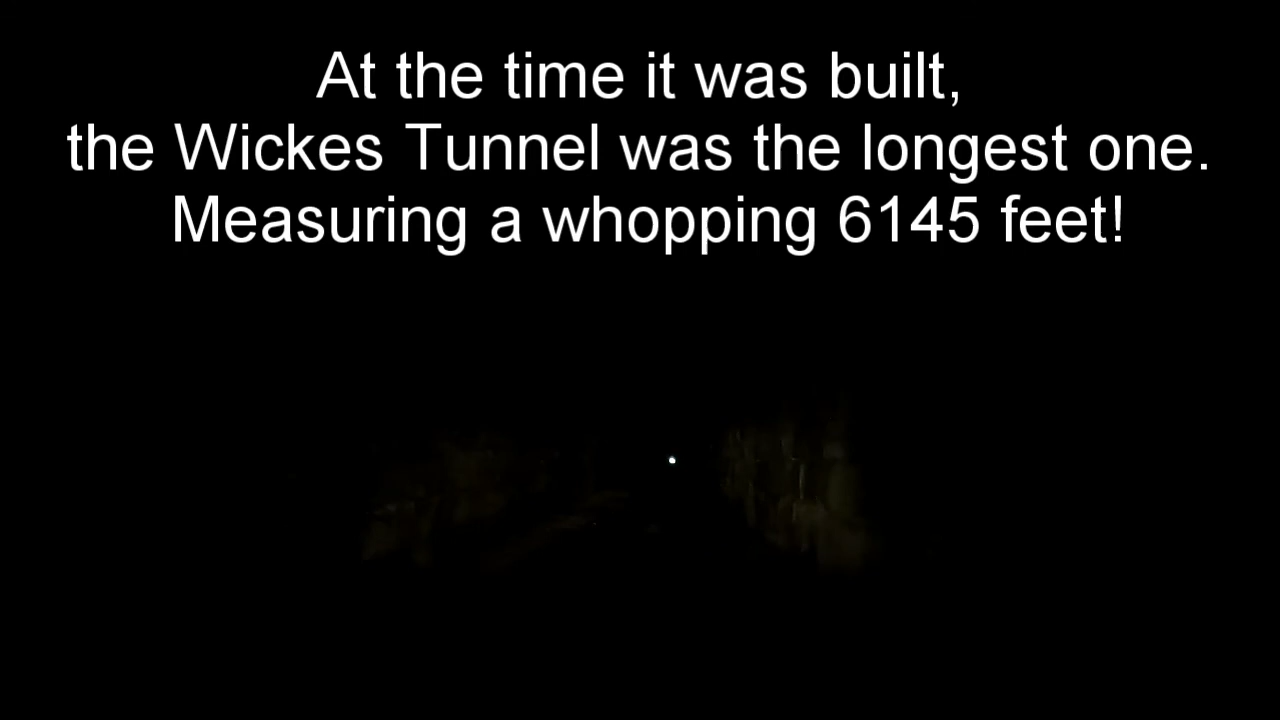 At the time it was built,
the Wickes Tunnel was the longest one.
Measuring a whopping 6145 feet!